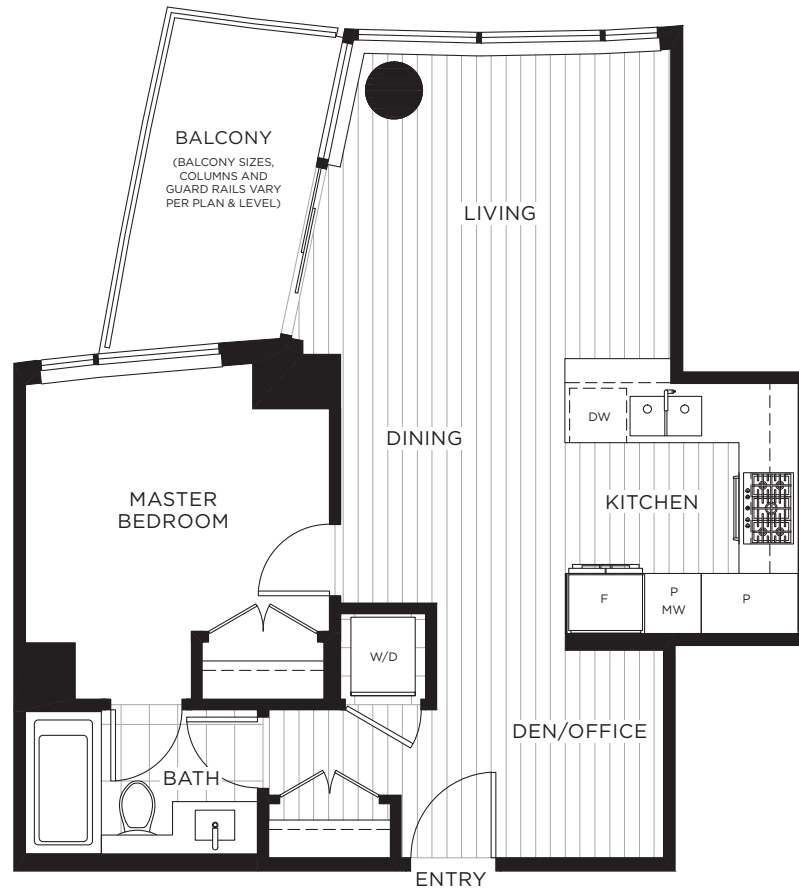 BALCONY
(BALCONY SIZES,
COLUMNS AND
GUARD RAILS VARY
PER PLAN & LEVEL)
LIVING
DW
DINING
MASTER
BEDROOM
KITCHEN
F
P
MW
P
W/D
DEN/OFFICE
BATH
ENTRY